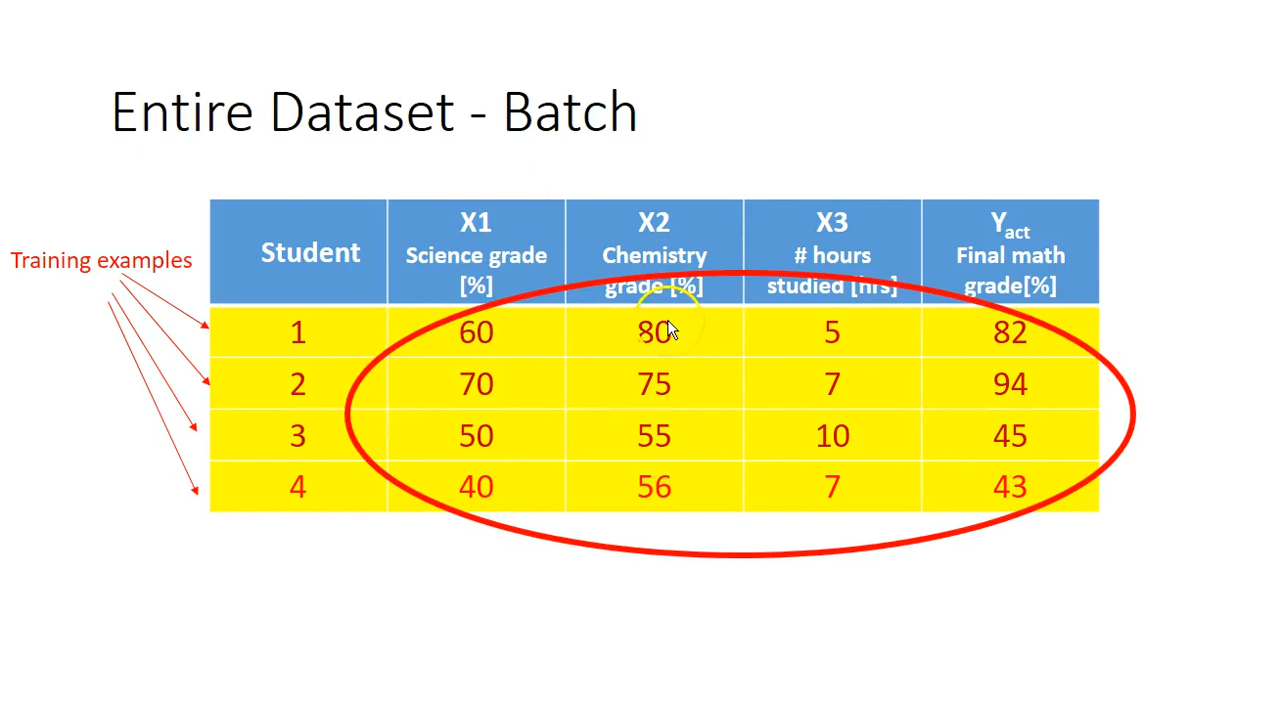 Entire Dataset - Batch
Training examples
Student
X1
Science grade
[%]
X2
Chemistry
grade [%]
X3
# hours
studied [hrs]
Yact
Final math
grade[%]
1 60 80 5 82
2 70 75 7 94
3 50 55 10 45
4 40 56 7 43